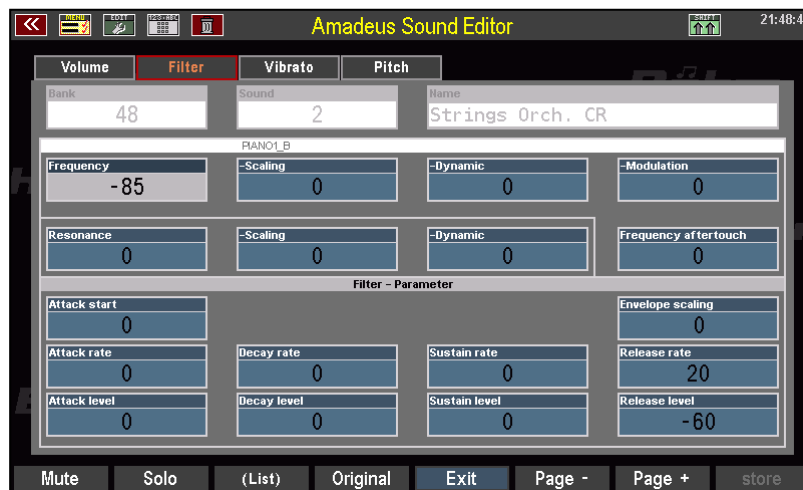 MENU EDIT 123-ABC Amadeus Sound Editor SHIFT 21:48:4
Volume Filter Vibrato Pitch
Bank Sound Name
48 2 Strings Orch. CR
PIANO1_B
Frequency -Scaling -Dynamic -Modulation
-85 0 0 0
Resonance -Scaling -Dynamic Frequency aftertouch
0 0 0 0
Filter - Parameter
Attack start Envelope scaling
0 0
Attack rate Decay rate Sustain rate Release rate
0 0 0 20
Attack level Decay level Sustain level Release level
0 0 0 -60
Mute Solo (List) Original Exit Page - Page + store